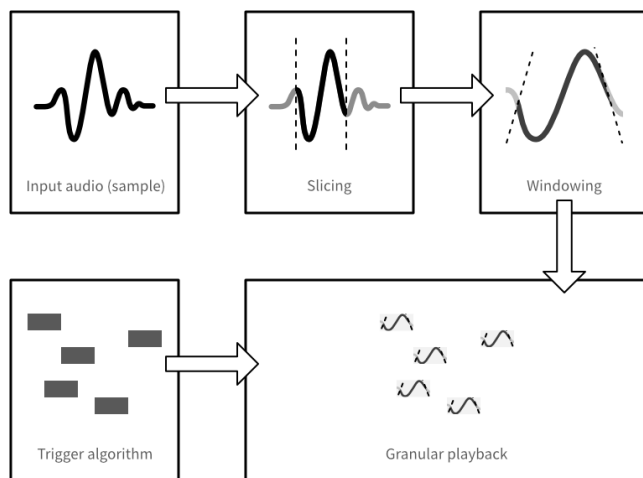 Input audio (sample)
Slicing
Windowing
Trigger algorithm
Granular playback